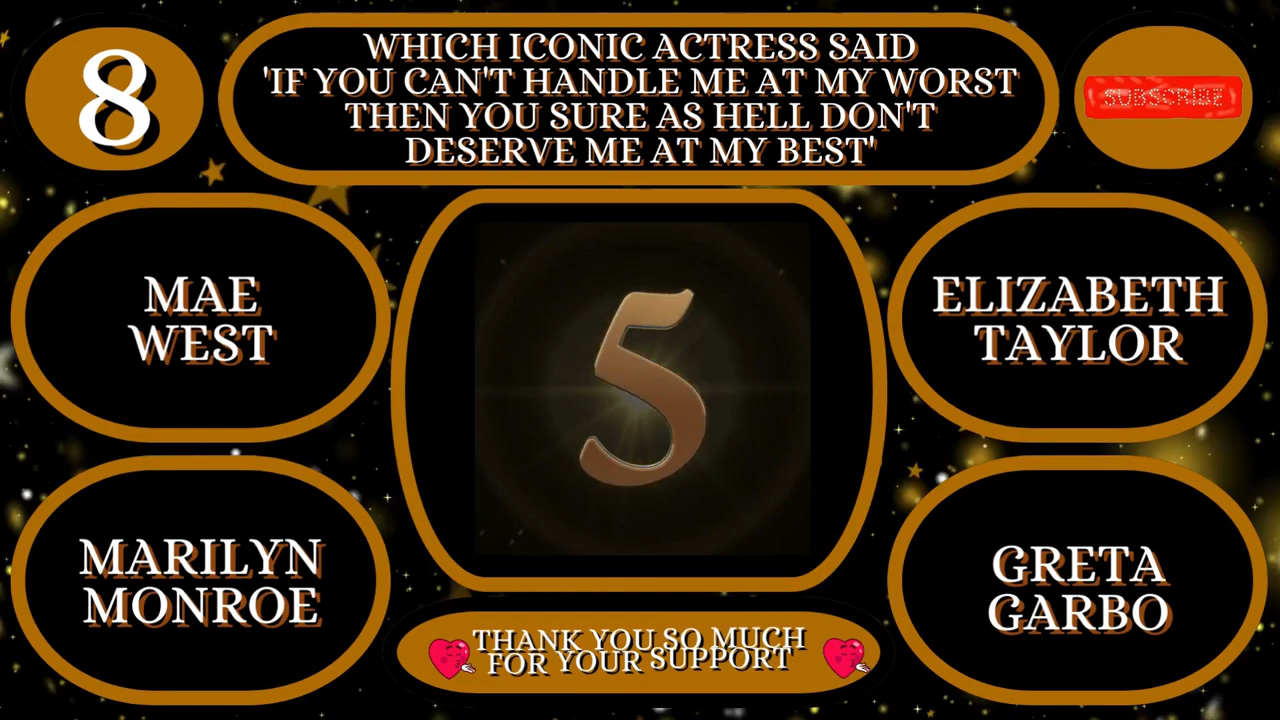 8
WHICH ICONIC ACTRESS SAID
'IF YOU CAN'T HANDLE ME AT MY WORST
THEN YOU SURE AS HELL DON'T
DESERVE ME AT MY BEST'
SUBSCRIBE
MAE
WEST
5
ELIZABETH
TAYLOR
MARILYN
MONROE
GRETA
GARBO
THANK YOU SO MUCH
FOR YOUR SUPPORT